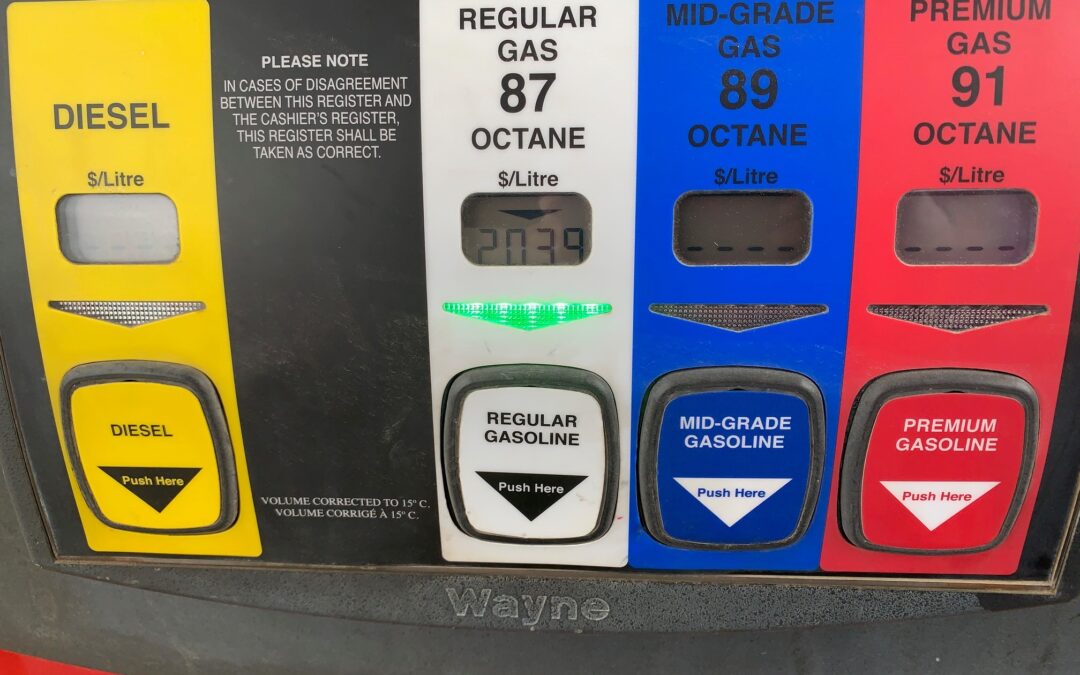 DIESEL
$/Litre
DIESEL
Push Here
PLEASE NOTE
IN CASES OF DISAGREEMENT
BETWEEN THIS REGISTER AND
THE CASHIER'S REGISTER,
THIS REGISTER SHALL BE
TAKEN AS CORRECT.
VOLUME CORRECTED TO 15° C.
VOLUME CORRIGÉ À 15° C.
REGULAR
GAS
87
OCTANE
$/Litre
2039
REGULAR
GASOLINE
Push Here
MID-GRADE
GAS
89
OCTANE
$/Litre
- - - -
MID-GRADE
GASOLINE
Push Here
PREMIUM
GAS
91
OCTANE
$/Litre
- - - -
PREMIUM
GASOLINE
Push Here
Wayne